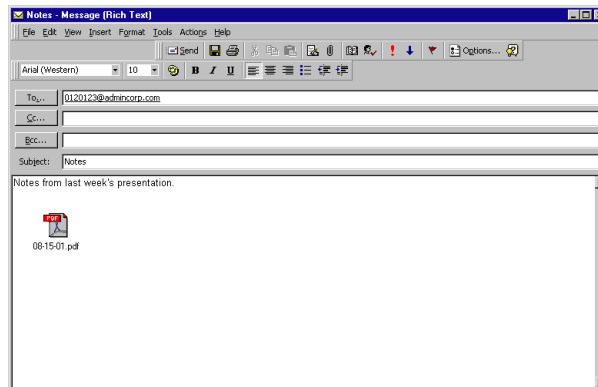 Notes - Message (Rich Text)
File Edit View Insert Format Tools Actions Help
Send Options...
Arial (Western) 10 B I U
To... 0120123@admincorp.com
Cc...
Bcc...
Subject: Notes
Notes from last week's presentation.
PDF
08-15-01.pdf